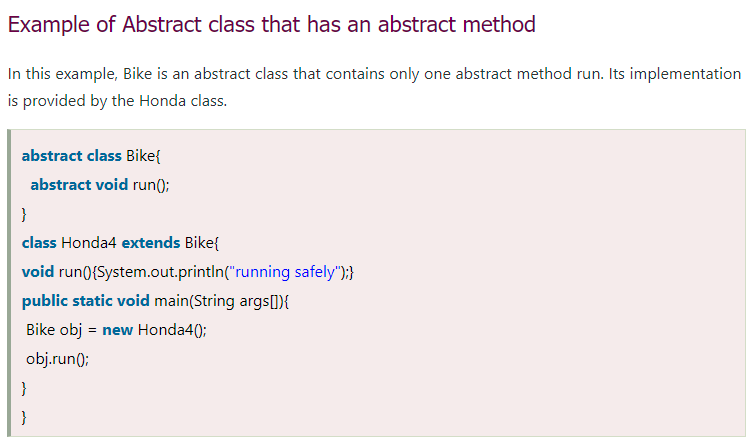 Example of Abstract class that has an abstract method
In this example, Bike is an abstract class that contains only one abstract method run. Its implementation
is provided by the Honda class.
abstract class Bike{
  abstract void run();
}
class Honda4 extends Bike{
void run(){System.out.println("running safely");}
public static void main(String args[]){
 Bike obj = new Honda4();
 obj.run();
}
}